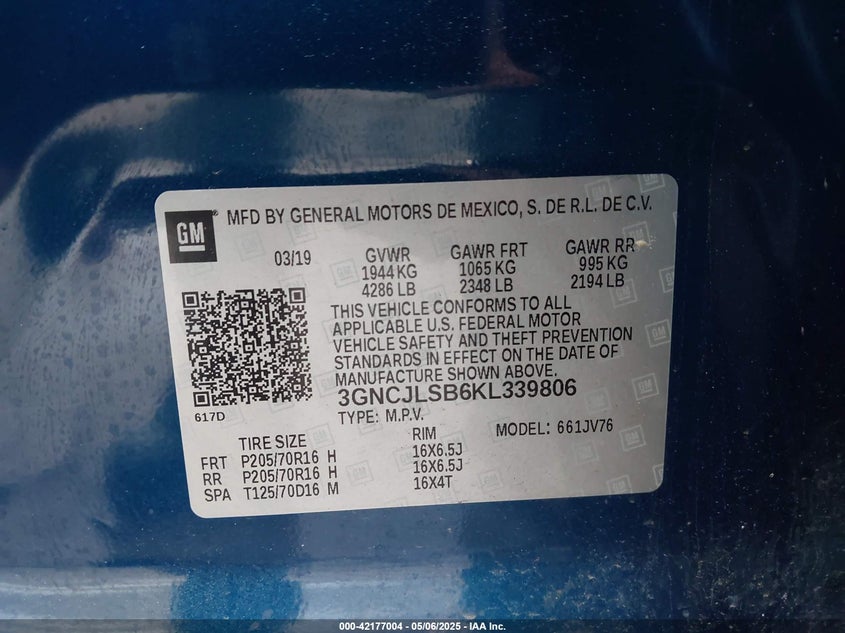 GM
MFD BY GENERAL MOTORS DE MEXICO, S. DE R.L. DE C.V.
03/19 GVWR GAWR FRT GAWR RR
1944 KG 1065 KG 995 KG
4286 LB 2348 LB 2194 LB
THIS VEHICLE CONFORMS TO ALL
APPLICABLE U.S. FEDERAL MOTOR
VEHICLE SAFETY AND THEFT PREVENTION
STANDARDS IN EFFECT ON THE DATE OF
MANUFACTURE SHOWN ABOVE.
3GNCJLSB6KL339806
617D
TYPE: M.P.V. MODEL: 661JV76
TIRE SIZE RIM
FRT P205/70R16 H 16X6.5J
RR P205/70R16 H 16X6.5J
SPA T125/70D16 M 16X4T
000-42177004 - 05/06/2025 - IAA Inc.